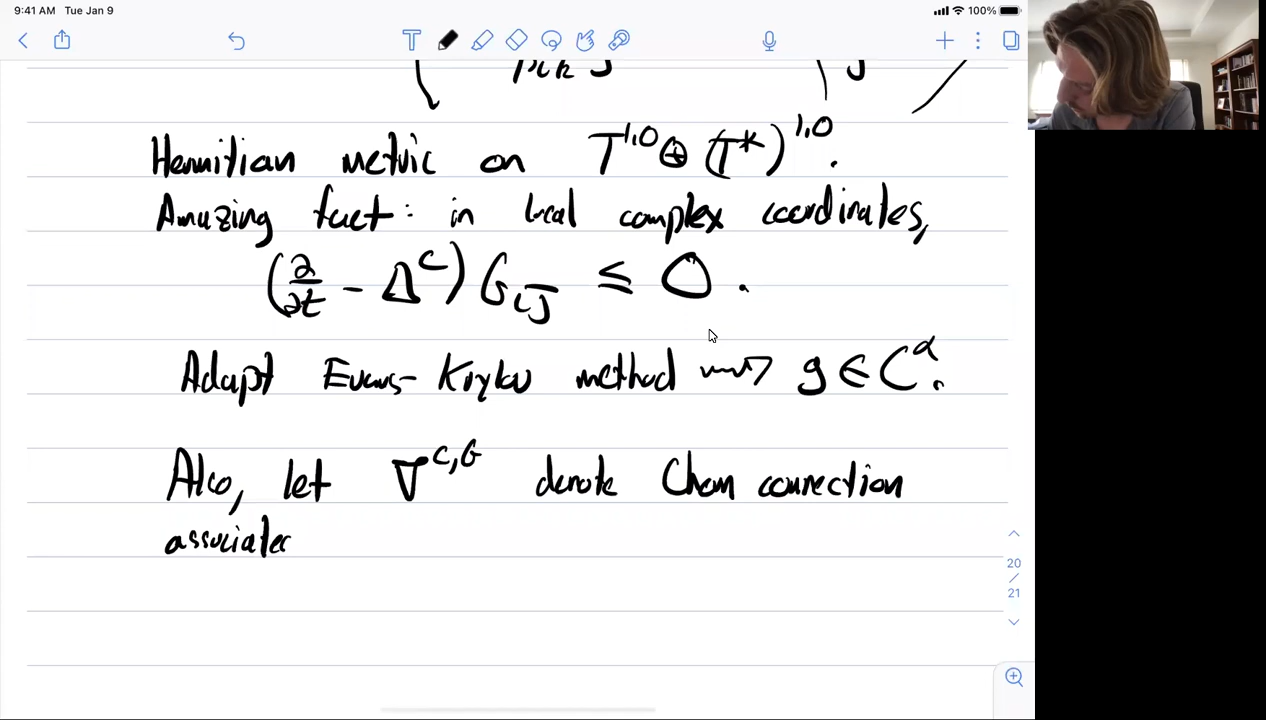 9:41 AM Tue Jan 9
100%
Hermitian metric on T^{1,0} ⊕ (T^*)^{1,0}.
Amazing fact: in local complex coordinates,
(∂/∂t − Δ^C) G_{i\bar{j}} ≤ 0.
Adapt Evans-Krylov method ⇝ g ∈ C^α.
Also, let ∇^{C,G} denote Chern connection
associated
20
/
21